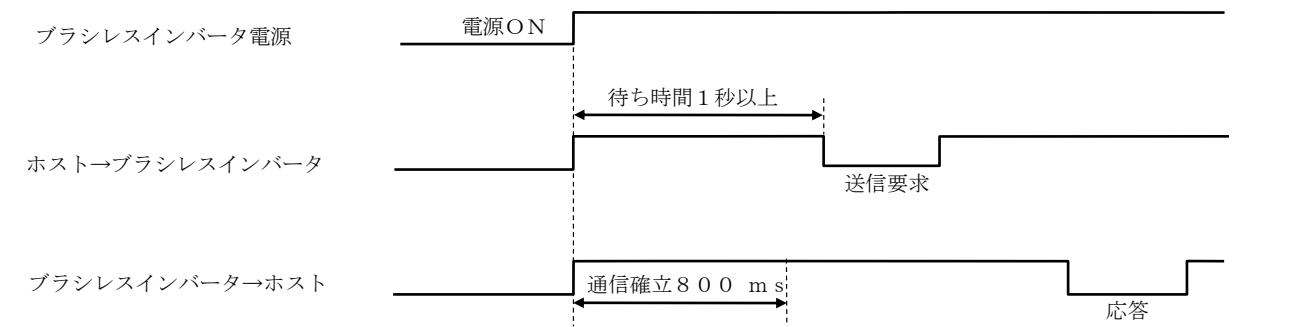 電源ＯＮ
ブラシレスインバータ電源
待ち時間１秒以上
ホスト→ブラシレスインバータ
送信要求
ブラシレスインバータ→ホスト
通信確立８００ ｍｓ
応答